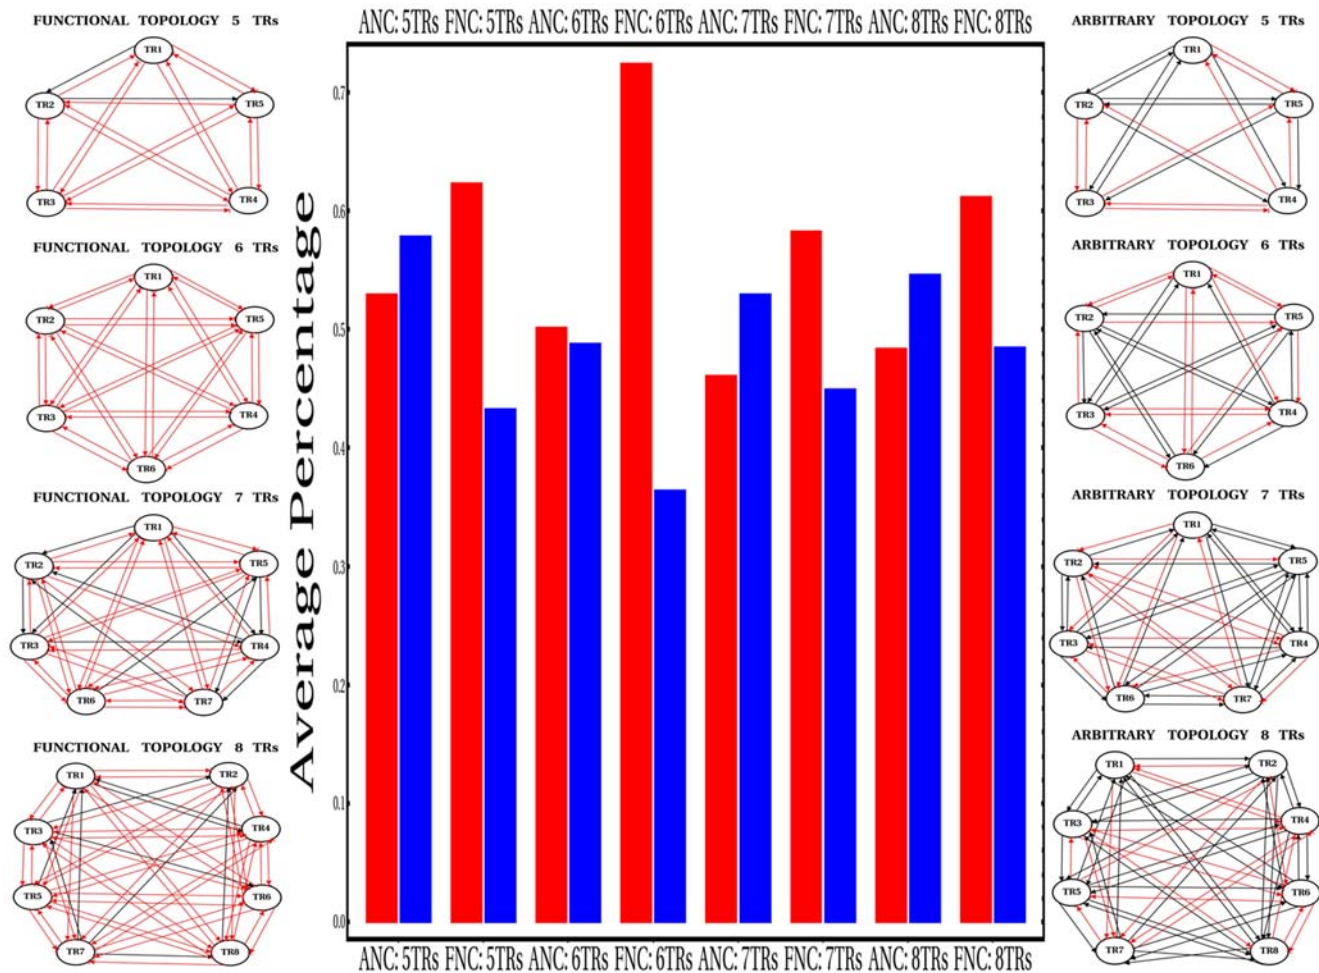 FUNCTIONAL TOPOLOGY 5 TRs
TR1
TR2
TR5
TR3
TR4
FUNCTIONAL TOPOLOGY 6 TRs
TR1
TR2
TR5
TR3
TR4
TR6
FUNCTIONAL TOPOLOGY 7 TRs
TR1
TR2
TR5
TR3
TR4
TR6
TR7
FUNCTIONAL TOPOLOGY 8 TRs
TR1
TR2
TR3
TR4
TR5
TR6
TR7
TR8
ANC: 5TRs FNC: 5TRs ANC: 6TRs FNC: 6TRs ANC: 7TRs FNC: 7TRs ANC: 8TRs FNC: 8TRs
Average Percentage
0.7
0.6
0.5
0.4
0.3
0.2
0.1
0.0
ANC: 5TRs FNC: 5TRs ANC: 6TRs FNC: 6TRs ANC: 7TRs FNC: 7TRs ANC: 8TRs FNC: 8TRs
ARBITRARY TOPOLOGY 5 TRs
TR1
TR2
TR5
TR3
TR4
ARBITRARY TOPOLOGY 6 TRs
TR1
TR2
TR5
TR3
TR4
TR6
ARBITRARY TOPOLOGY 7 TRs
TR1
TR2
TR5
TR3
TR4
TR6
TR7
ARBITRARY TOPOLOGY 8 TRs
TR1
TR2
TR3
TR4
TR5
TR6
TR7
TR8